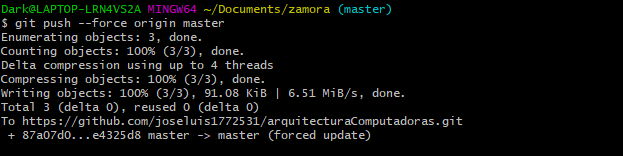 Dark@LAPTOP-LRN4VS2A MINGW64 ~/Documents/zamora (master)
$ git push --force origin master
Enumerating objects: 3, done.
Counting objects: 100% (3/3), done.
Delta compression using up to 4 threads
Compressing objects: 100% (3/3), done.
Writing objects: 100% (3/3), 91.08 KiB | 6.51 MiB/s, done.
Total 3 (delta 0), reused 0 (delta 0)
To https://github.com/joseluis1772531/arquitecturaComputadoras.git
 + 87a07d0...e4325d8 master -> master (forced update)